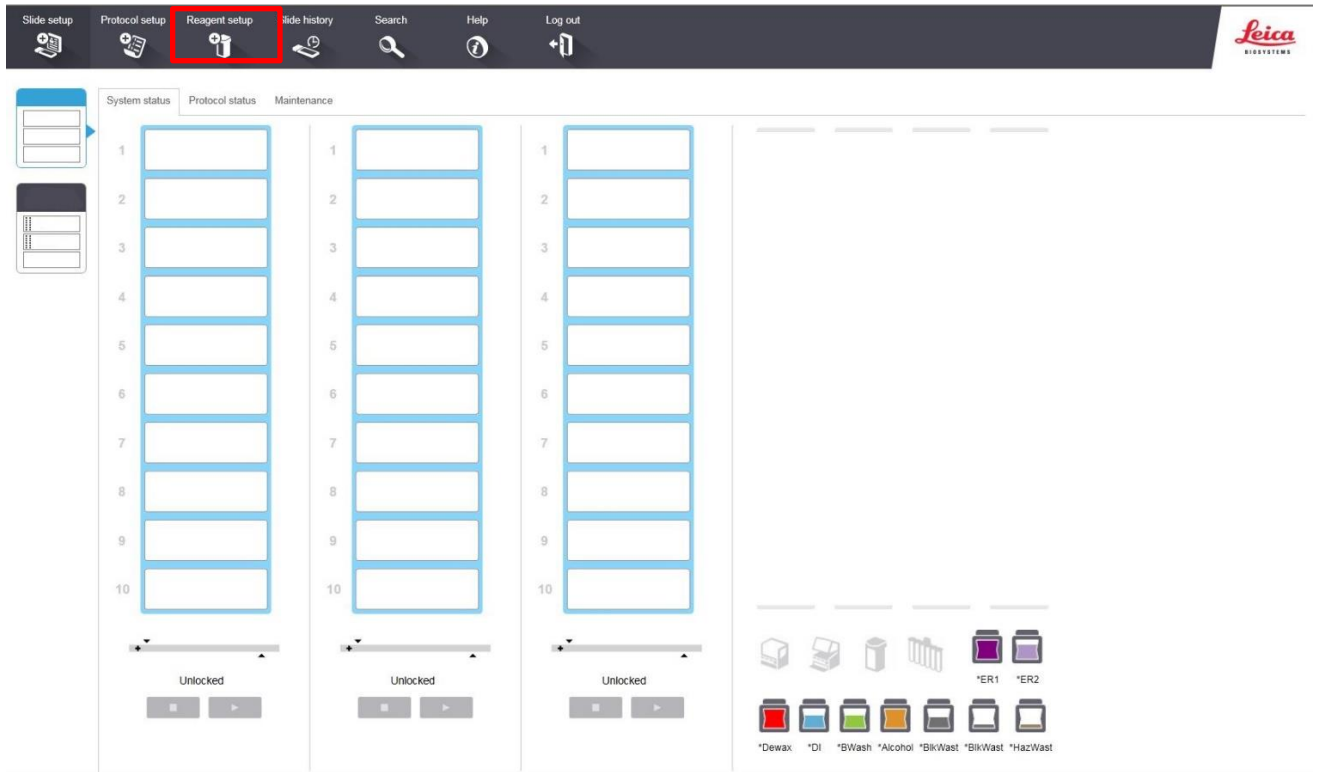 Slide setup Protocol setup Reagent setup Slide history Search Help Log out
Leica
BIOSYSTEMS
System status Protocol status Maintenance
1 1 1
2 2 2
3 3 3
4 4 4
5 5 5
6 6 6
7 7 7
8 8 8
9 9 9
10 10 10
Unlocked Unlocked Unlocked
*ER1 *ER2
*Dewax *DI *BWash *Alcohol *BlkWast *BlkWast *HazWast